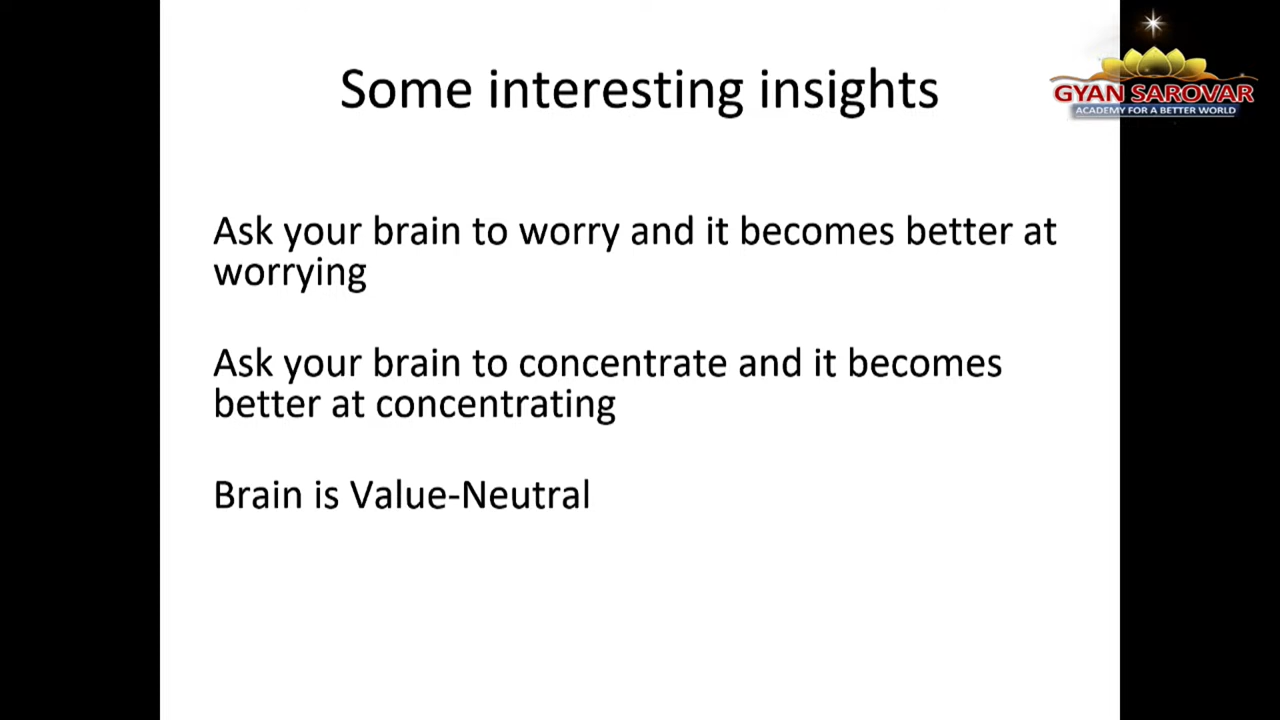 Some interesting insights
GYAN SAROVAR
ACADEMY FOR A BETTER WORLD
Ask your brain to worry and it becomes better at
worrying
Ask your brain to concentrate and it becomes
better at concentrating
Brain is Value-Neutral